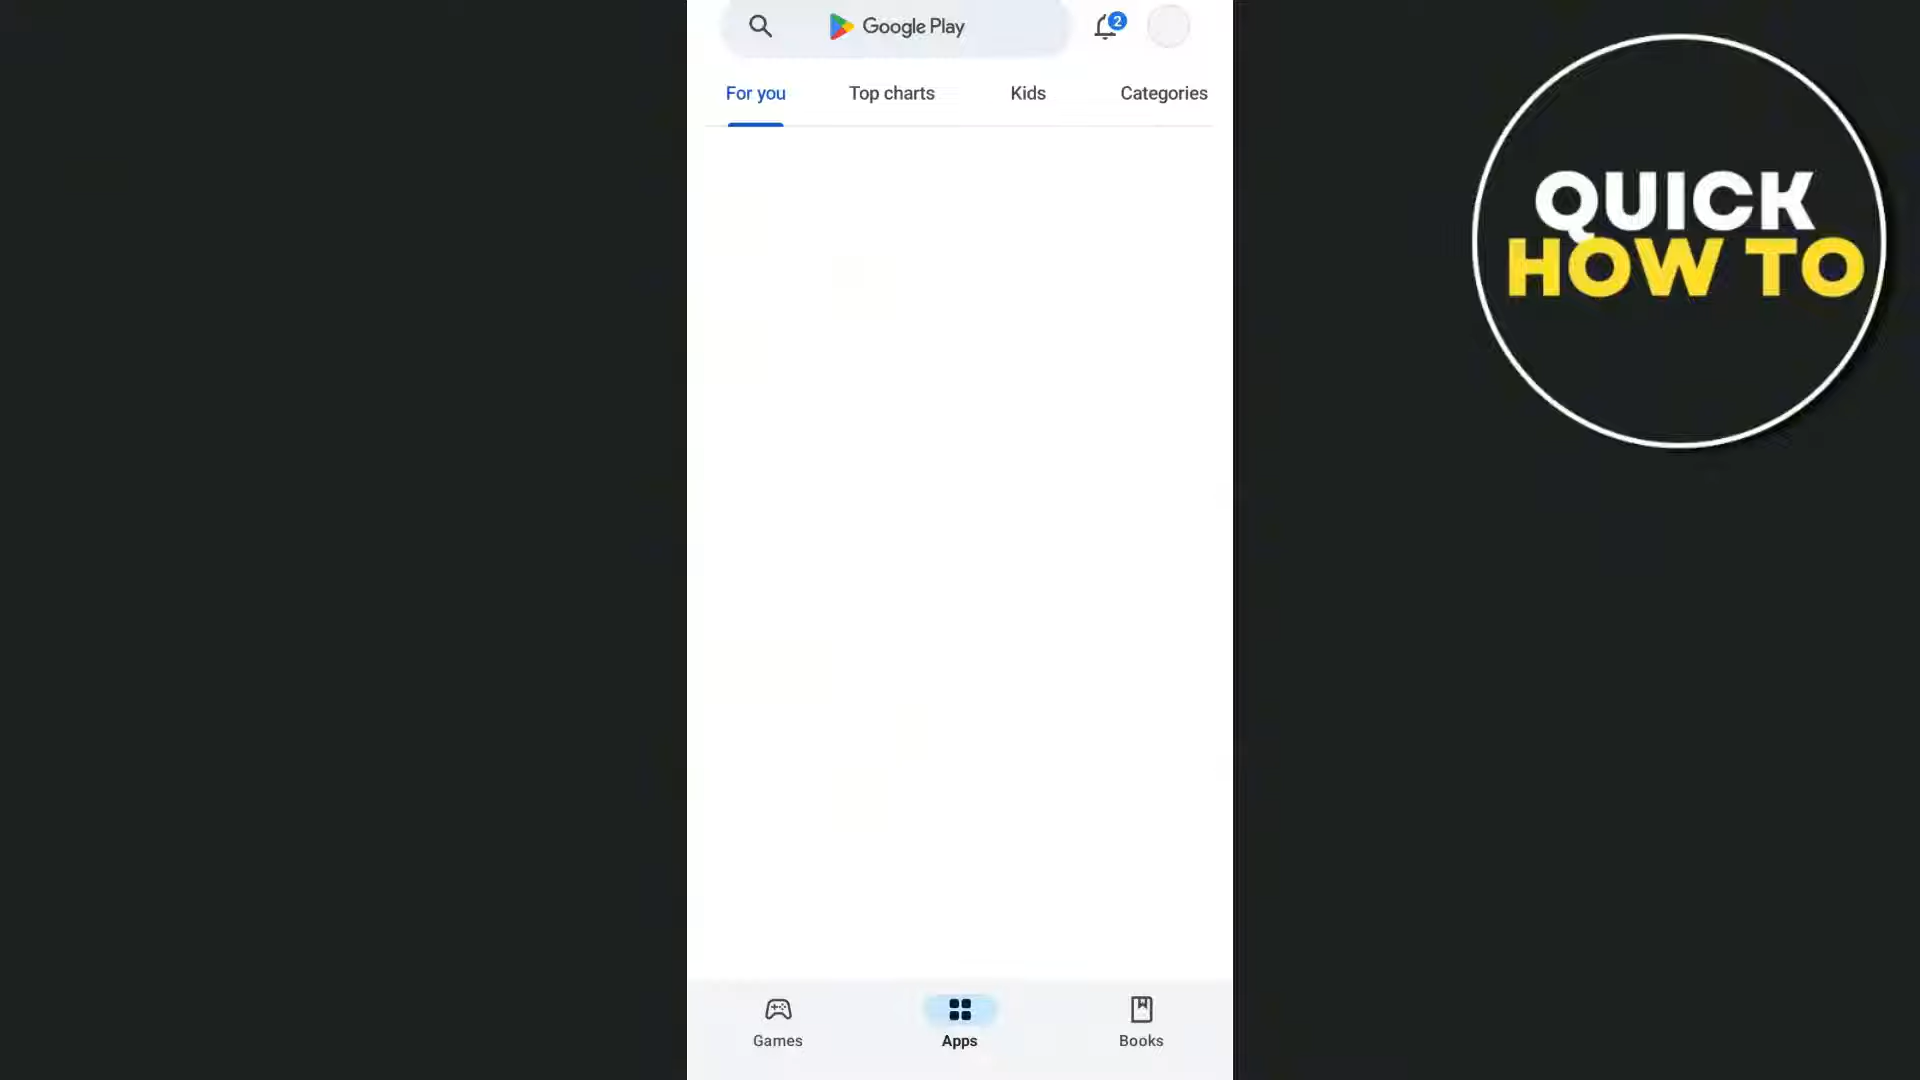 Google Play
2
For you
Top charts
Kids
Categories
QUICK
HOW TO
Games
Apps
Books